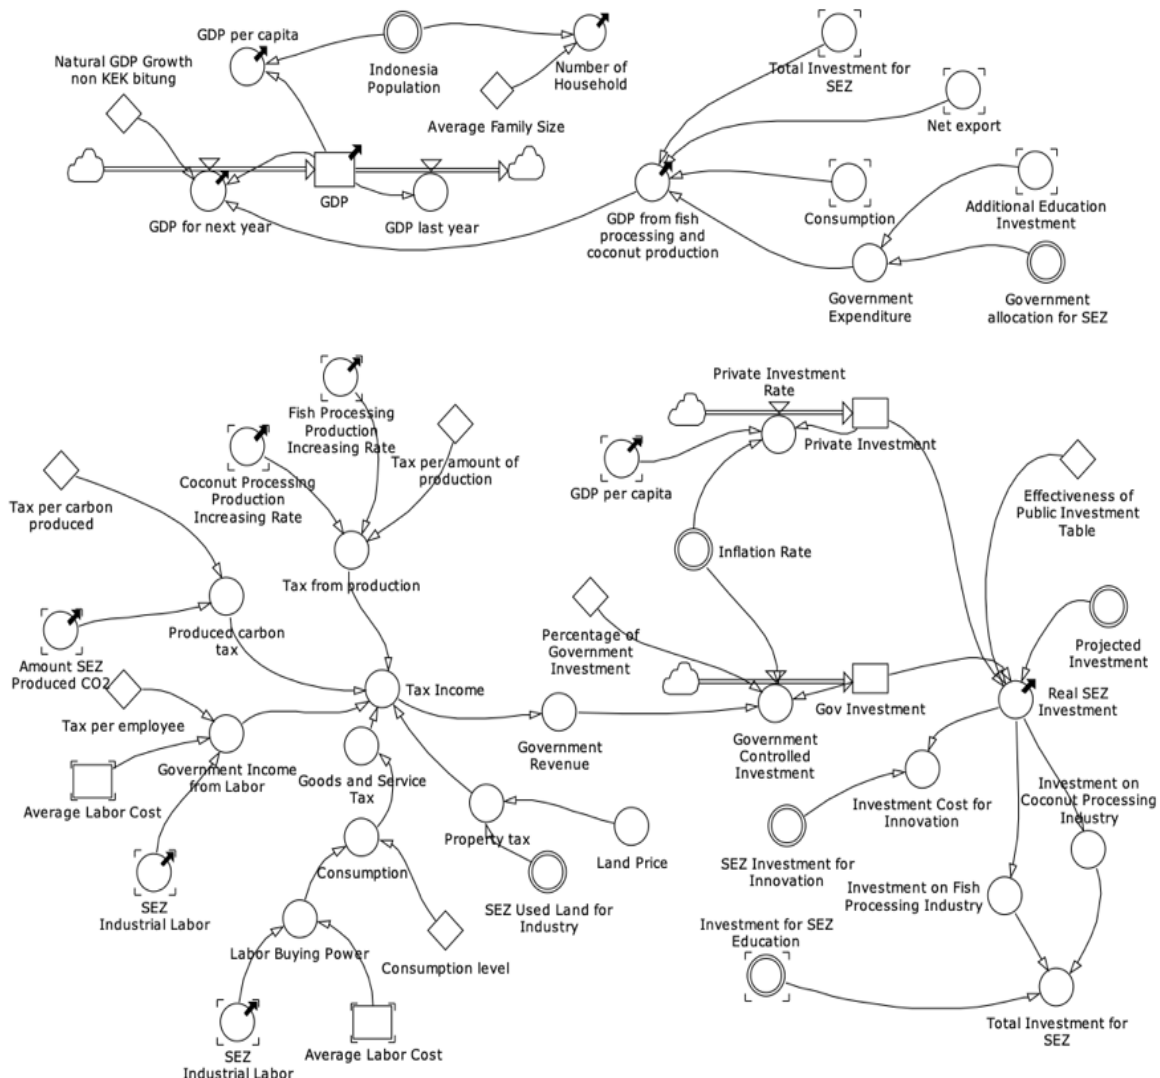 GDP per capita
Natural GDP Growth
non KEK bitung
Indonesia
Population
Number of
Household
Average Family Size
Total Investment for
SEZ
Net export
GDP
GDP for next year
GDP last year
GDP from fish
processing and
coconut production
Consumption
Additional Education
Investment
Government
Expenditure
Government
allocation for SEZ
Fish Processing
Production
Increasing Rate
Coconut Processing
Production
Increasing Rate
Tax per amount of
production
Tax per carbon
produced
Tax from production
Produced carbon
tax
Amount SEZ
Produced CO2
Tax per employee
Tax Income
Government Income
from Labor
Average Labor Cost
Goods and Service
Tax
Government
Revenue
Property tax
Land Price
Consumption
SEZ
Industrial Labor
SEZ Used Land for
Industry
Labor Buying Power
Consumption level
SEZ
Industrial Labor
Average Labor Cost
Private Investment
Rate
Private Investment
GDP per capita
Effectiveness of
Public Investment
Table
Inflation Rate
Percentage of
Government
Investment
Projected
Investment
Gov Investment
Real SEZ
Investment
Government
Controlled
Investment
Investment Cost for
Innovation
Investment on
Coconut Processing
Industry
SEZ Investment for
Innovation
Investment on Fish
Processing Industry
Investment for SEZ
Education
Total Investment for
SEZ